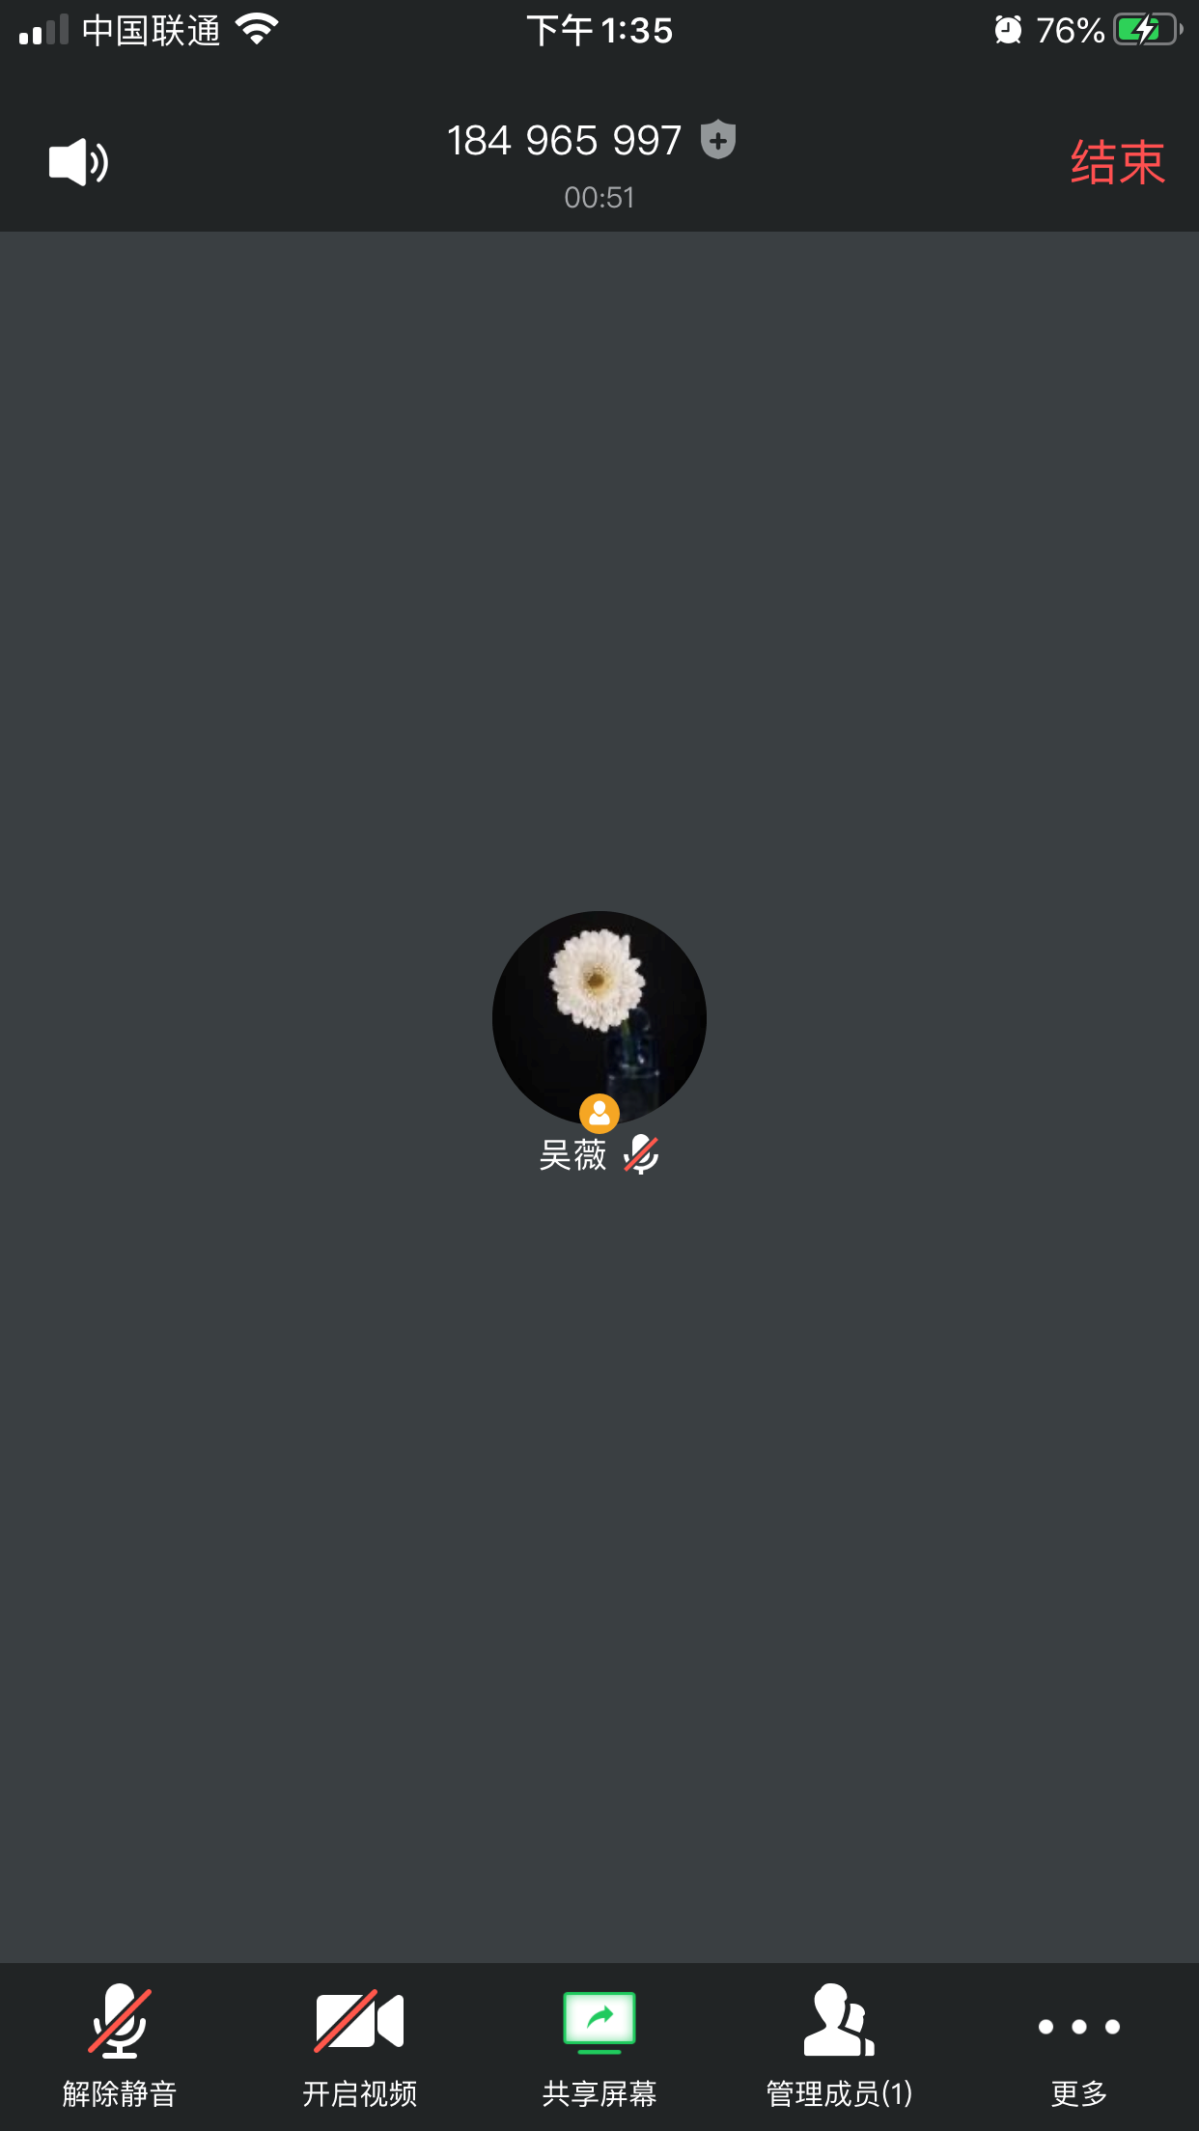 中国联通 下午1:35 76%
184 965 997
00:51
结束
吴薇
解除静音 开启视频 共享屏幕 管理成员(1) 更多